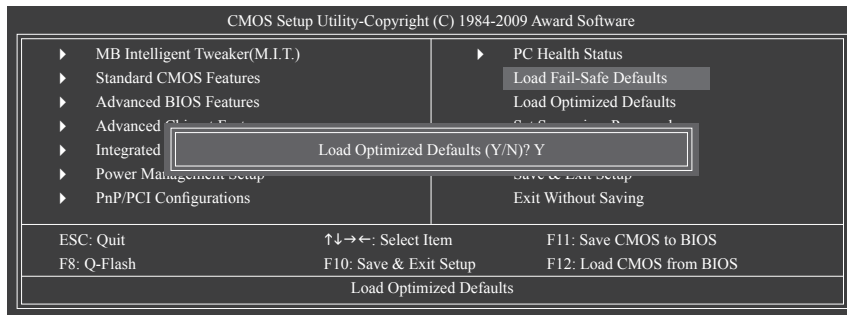 CMOS Setup Utility-Copyright (C) 1984-2009 Award Software
MB Intelligent Tweaker(M.I.T.)
Standard CMOS Features
Advanced BIOS Features
Advanced
Integrated
Power Management Setup
PnP/PCI Configurations
PC Health Status
Load Fail-Safe Defaults
Load Optimized Defaults
Save & Exit Setup
Exit Without Saving
Load Optimized Defaults (Y/N)? Y
ESC: Quit
↑↓→←: Select Item
F11: Save CMOS to BIOS
F8: Q-Flash
F10: Save & Exit Setup
F12: Load CMOS from BIOS
Load Optimized Defaults